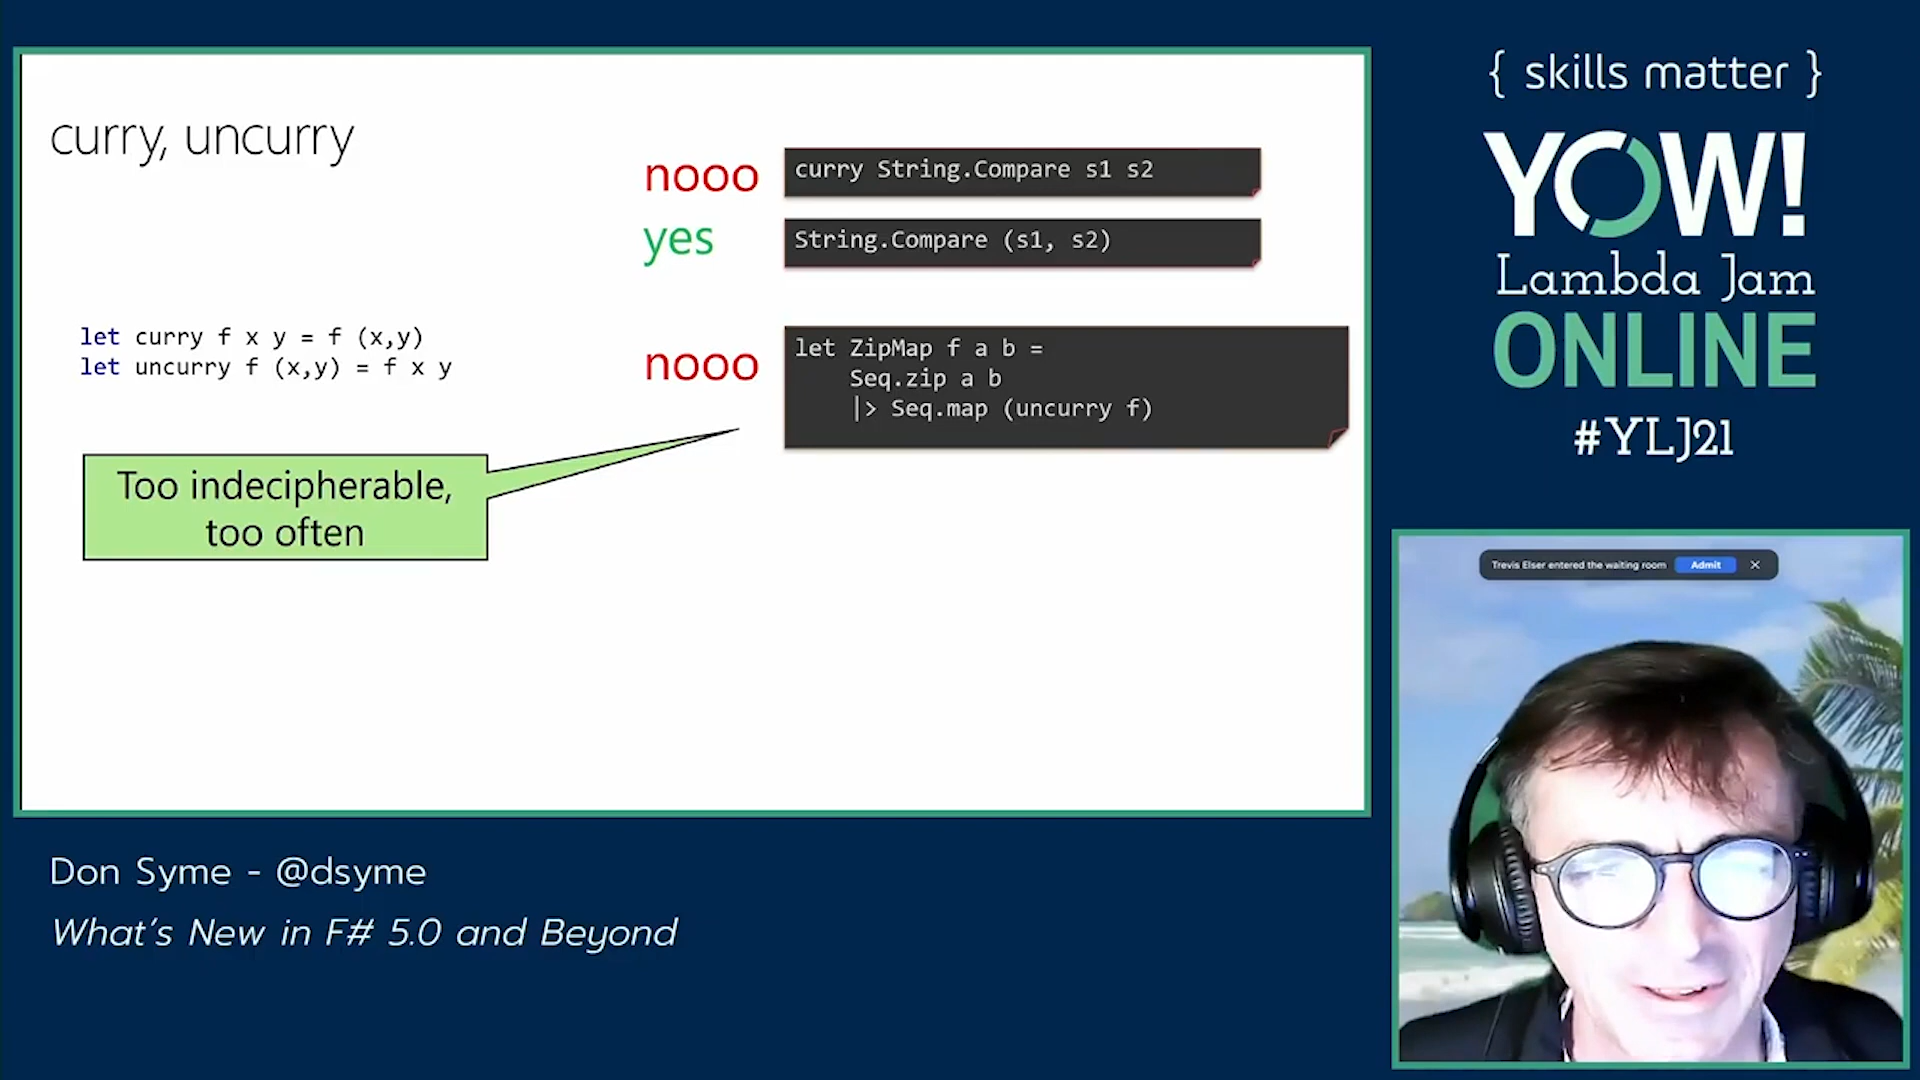 curry, uncurry
nooo
curry String.Compare s1 s2
yes
String.Compare (s1, s2)
let curry f x y = f (x,y)
let uncurry f (x,y) = f x y
nooo
let ZipMap f a b =
Seq.zip a b
|> Seq.map (uncurry f)
Too indecipherable,
too often
{ skills matter }
YOW!
Lambda Jam
ONLINE
#YLJ21
Trevis Elser entered the waiting room Admit
Don Syme - @dsyme
What's New in F# 5.0 and Beyond